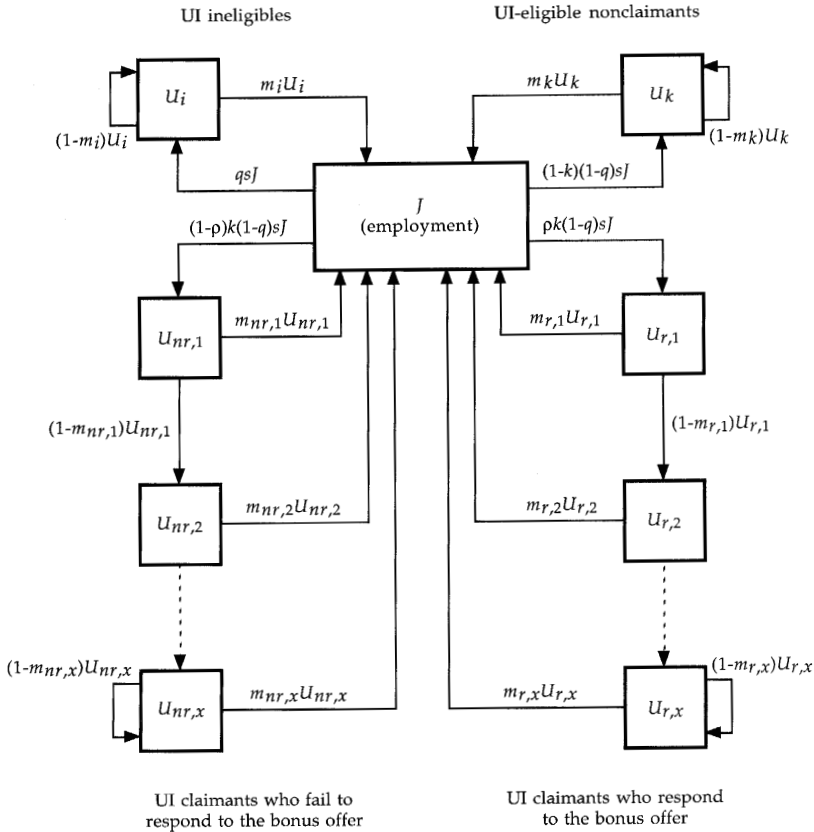 UI ineligibles
UI-eligible nonclaimants
U_i
m_iU_i
m_kU_k
U_k
(1-m_i)U_i
(1-m_k)U_k
qsJ
(1-k)(1-q)sJ
J
(employment)
(1-ρ)k(1-q)sJ
ρk(1-q)sJ
U_{nr,1}
m_{nr,1}U_{nr,1}
m_{r,1}U_{r,1}
U_{r,1}
(1-m_{nr,1})U_{nr,1}
(1-m_{r,1})U_{r,1}
U_{nr,2}
m_{nr,2}U_{nr,2}
m_{r,2}U_{r,2}
U_{r,2}
(1-m_{nr,x})U_{nr,x}
(1-m_{r,x})U_{r,x}
U_{nr,x}
m_{nr,x}U_{nr,x}
m_{r,x}U_{r,x}
U_{r,x}
UI claimants who fail to
respond to the bonus offer
UI claimants who respond
to the bonus offer